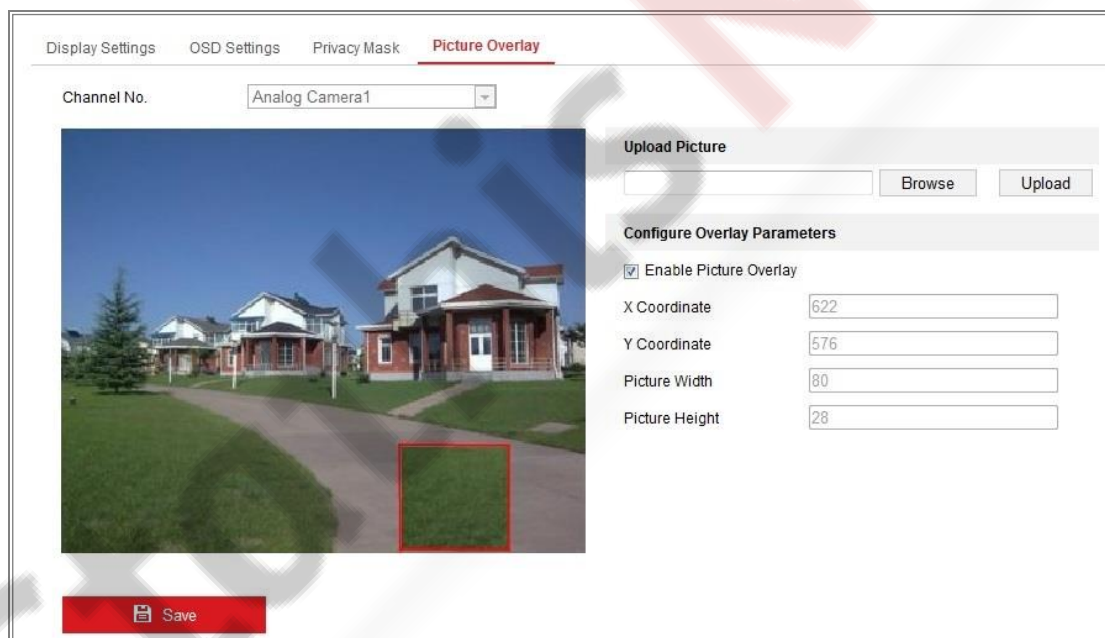 Display Settings OSD Settings Privacy Mask Picture Overlay
Channel No. Analog Camera1
Upload Picture
Browse Upload
Configure Overlay Parameters
Enable Picture Overlay
X Coordinate 622
Y Coordinate 576
Picture Width 80
Picture Height 28
Save